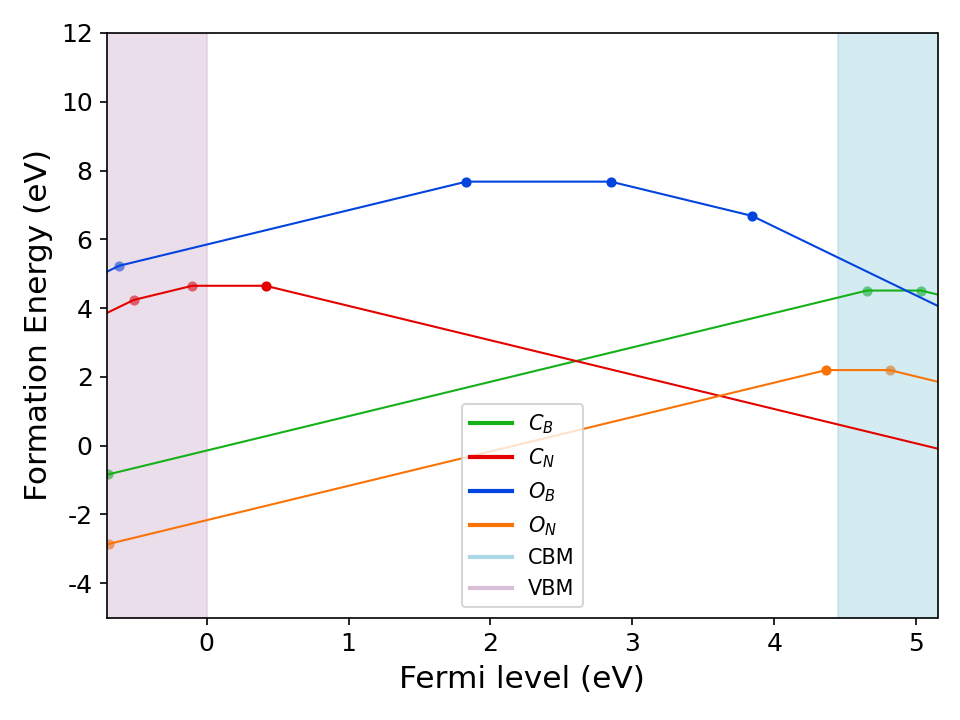 12
10
8
6
4
2
0
-2
-4
Formation Energy (eV)
C_B
C_N
O_B
O_N
CBM
VBM
0 1 2 3 4 5
Fermi level (eV)